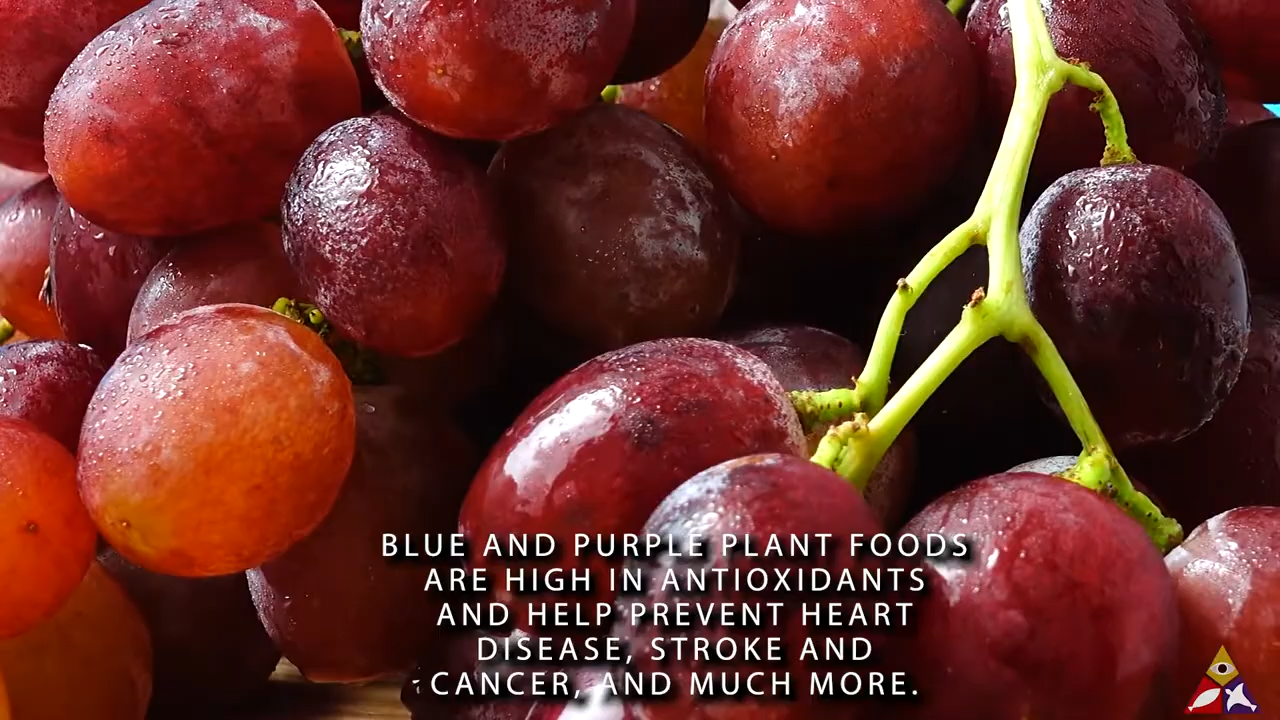 BLUE AND PURPLE PLANT FOODS
ARE HIGH IN ANTIOXIDANTS
AND HELP PREVENT HEART
DISEASE, STROKE AND
CANCER, AND MUCH MORE.